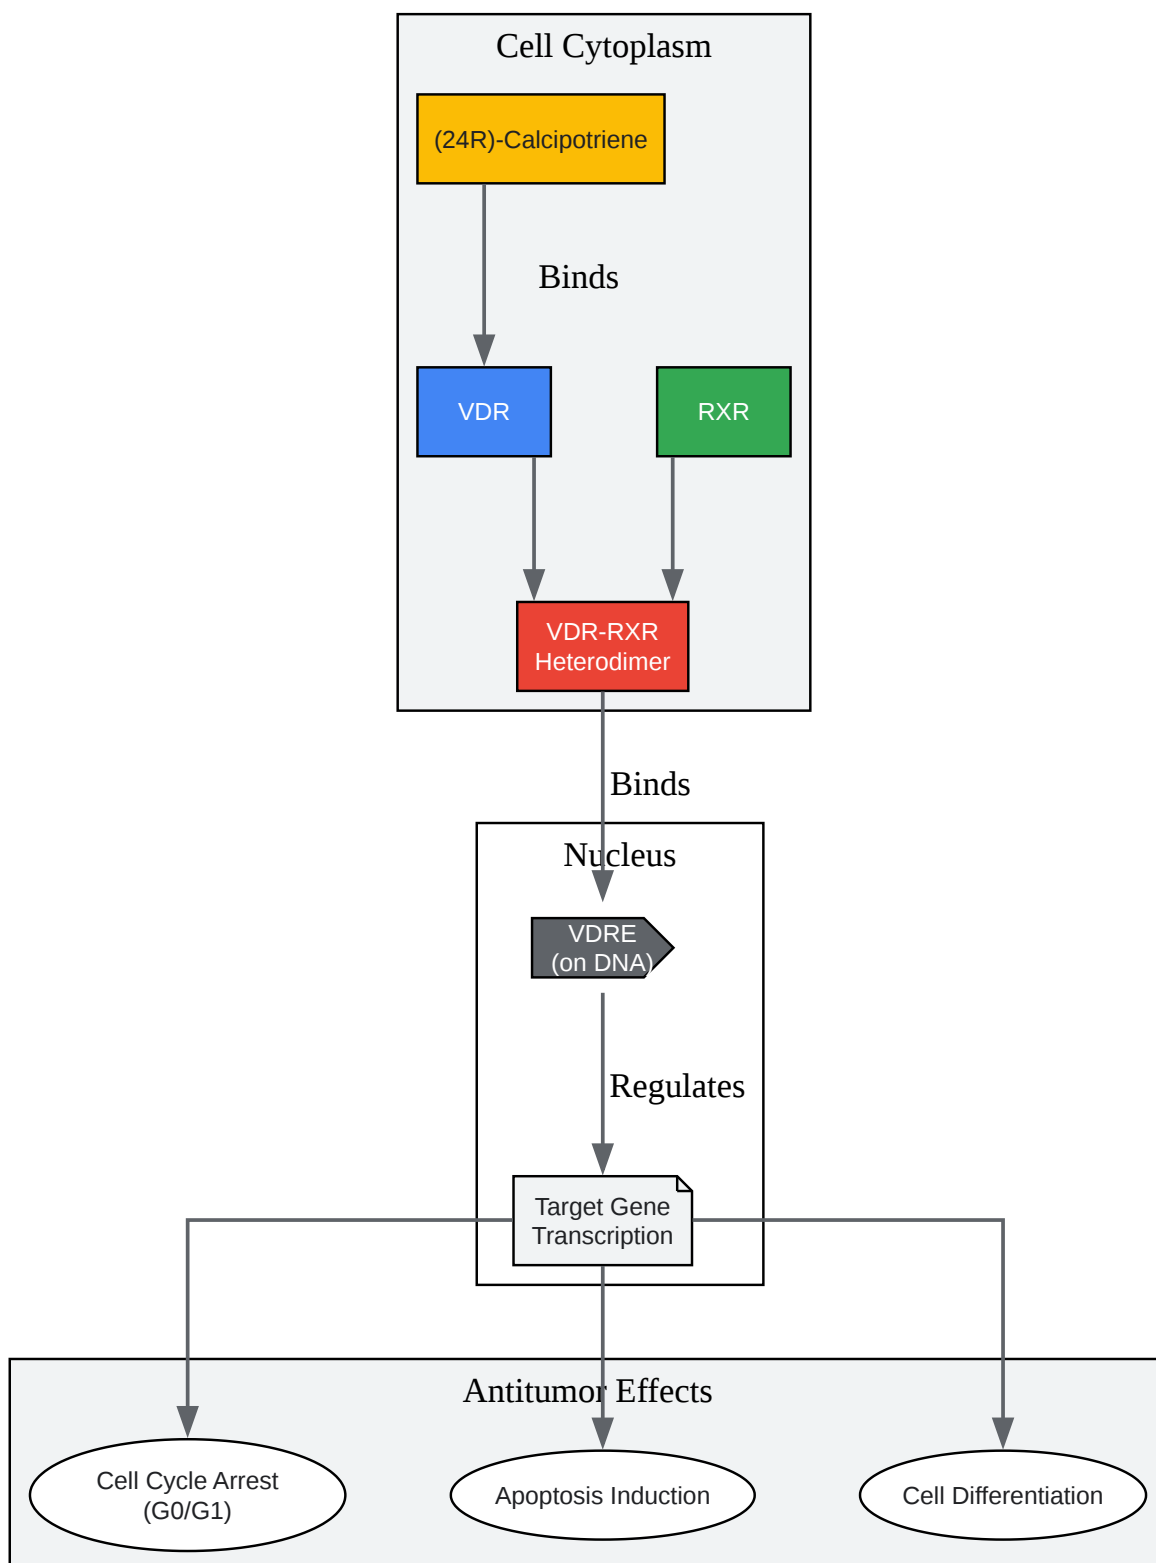 Cell Cytoplasm
(24R)-Calcipotriene
Binds
VDR
RXR
VDR-RXR
Heterodimer
Binds
Nucleus
VDRE
(on DNA)
Regulates
Target Gene
Transcription
Antitumor Effects
Cell Cycle Arrest
(G0/G1)
Apoptosis Induction
Cell Differentiation